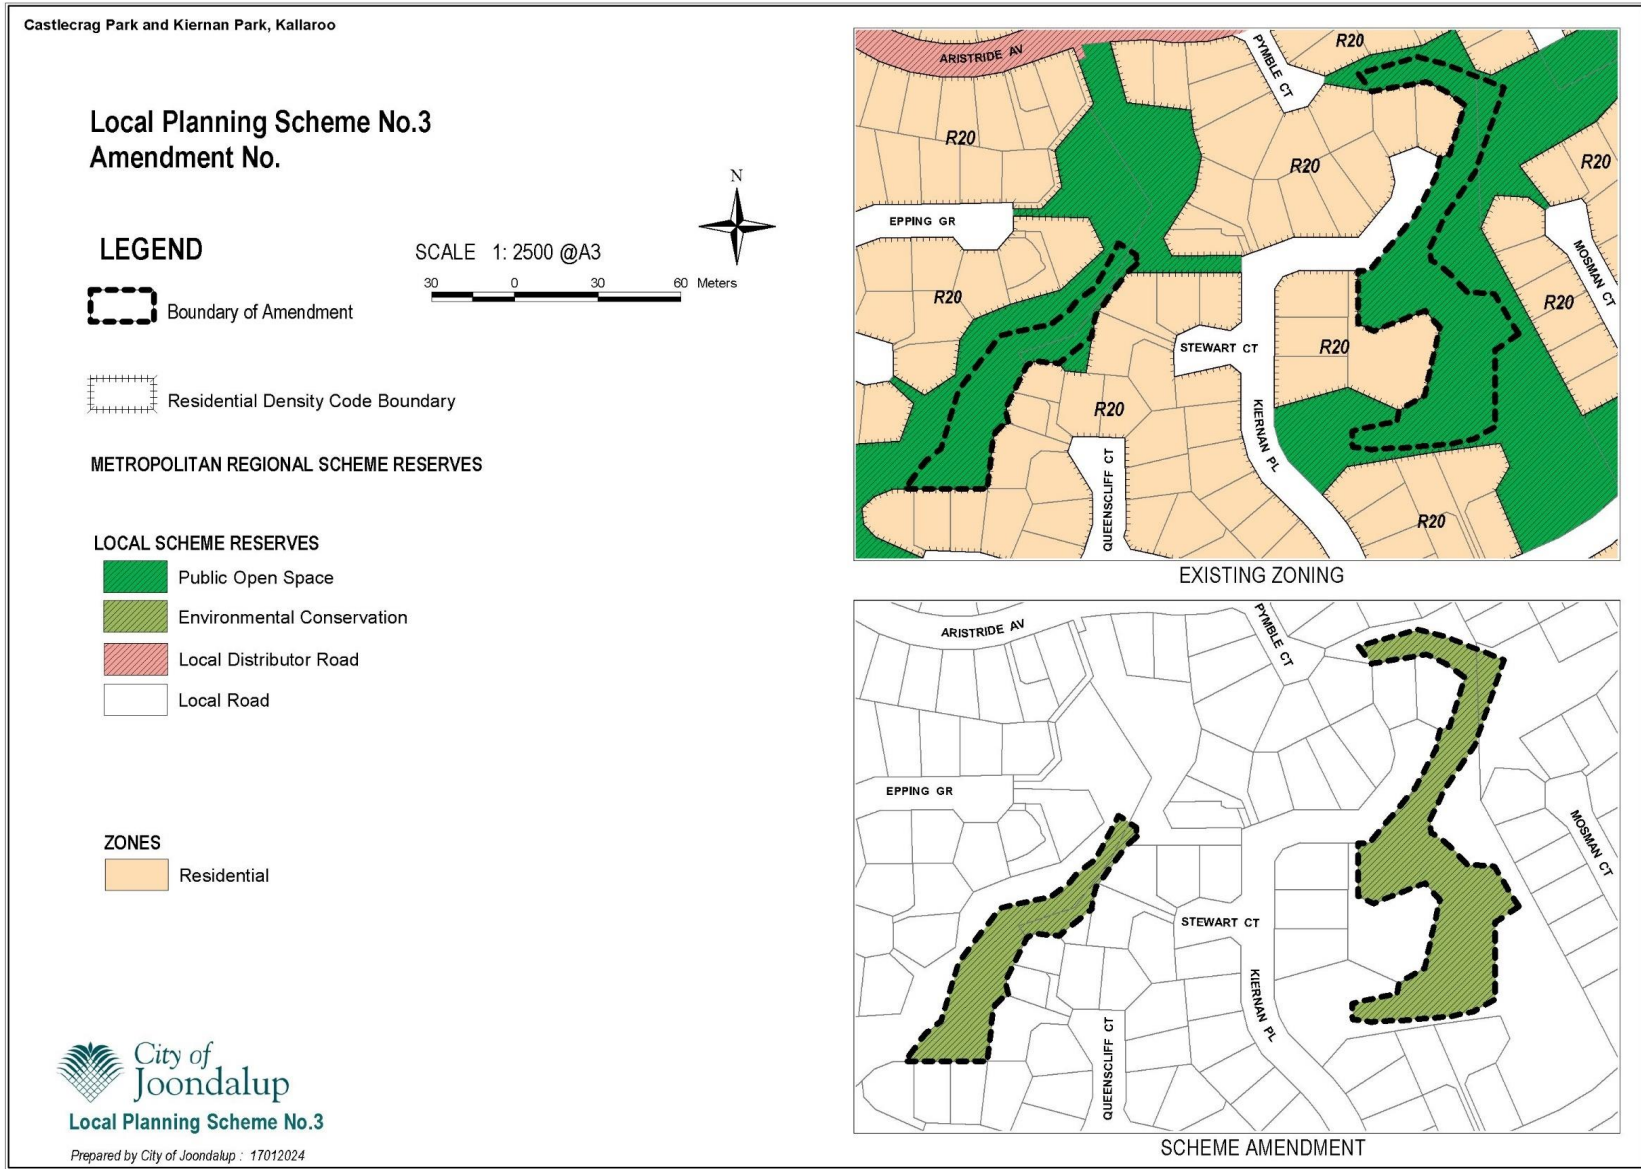 Castlecrag Park and Kiernan Park, Kallaroo
Local Planning Scheme No.3
Amendment No.
N
LEGEND
SCALE 1: 2500 @A3
30 0 30 60 Meters
Boundary of Amendment
Residential Density Code Boundary
METROPOLITAN REGIONAL SCHEME RESERVES
LOCAL SCHEME RESERVES
Public Open Space
Environmental Conservation
Local Distributor Road
Local Road
ZONES
Residential
City of
Joondalup
Local Planning Scheme No.3
Prepared by City of Joondalup : 17012024
ARISTRIDE AV
PYMBLE CT
R20
R20
R20
R20
EPPING GR
MOSMAN CT
R20
R20
STEWART CT
R20
R20
KIERNAN PL
QUEENSCLIFF CT
R20
EXISTING ZONING
ARISTRIDE AV
PYMBLE CT
EPPING GR
MOSMAN CT
STEWART CT
KIERNAN PL
QUEENSCLIFF CT
SCHEME AMENDMENT